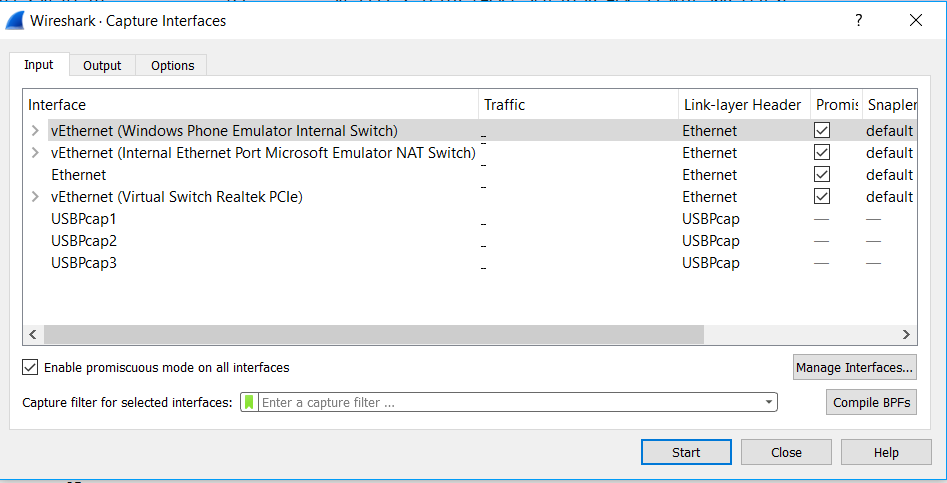 Wireshark · Capture Interfaces ? ×
Input Output Options
Interface Traffic Link-layer Header Promis Snaplen
vEthernet (Windows Phone Emulator Internal Switch) _ Ethernet default
vEthernet (Internal Ethernet Port Microsoft Emulator NAT Switch) _ Ethernet default
Ethernet _ Ethernet default
vEthernet (Virtual Switch Realtek PCIe) _ Ethernet default
USBPcap1 _ USBPcap — —
USBPcap2 _ USBPcap — —
USBPcap3 _ USBPcap — —
Enable promiscuous mode on all interfaces
Manage Interfaces...
Capture filter for selected interfaces: Enter a capture filter ... Compile BPFs
Start Close Help